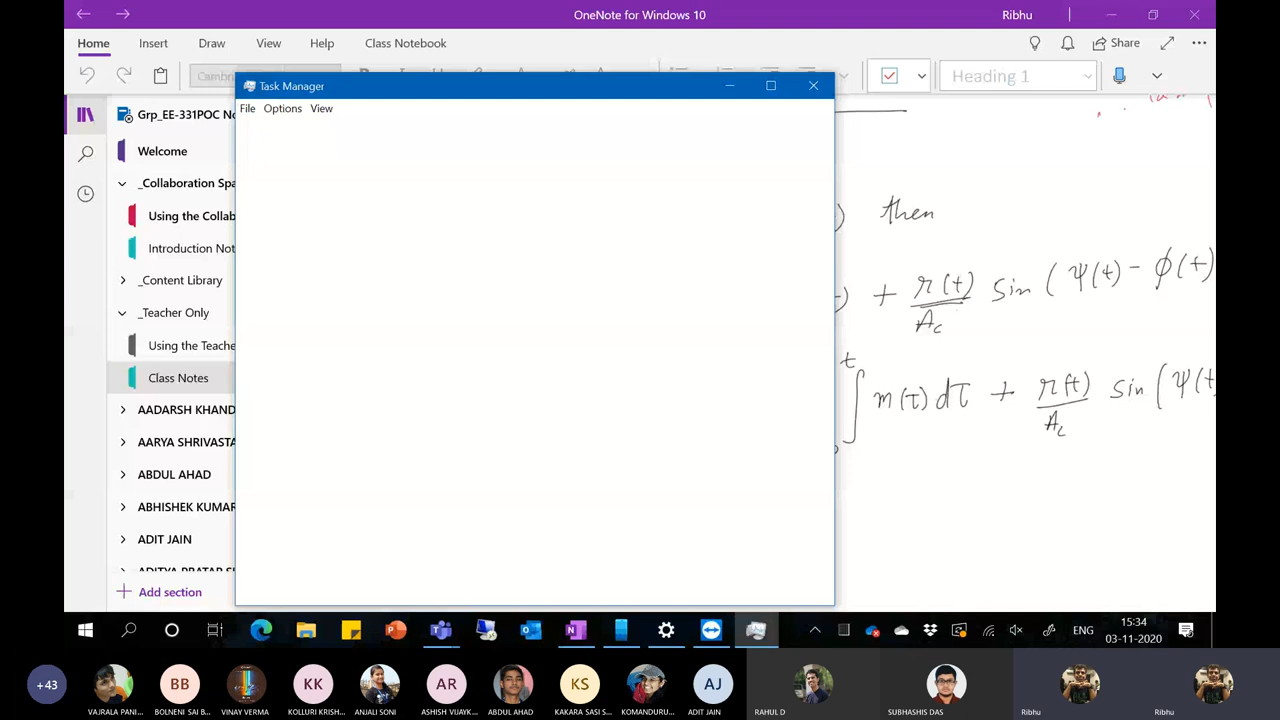 OneNote for Windows 10
Ribhu
Home Insert Draw View Help Class Notebook
Share
Heading 1
Task Manager
File Options View
Grp_EE-331POC No
Welcome
_Collaboration Spa
Using the Collab
Introduction Not
_Content Library
_Teacher Only
Using the Teache
Class Notes
AADARSH KHAND
AARYA SHRIVASTA
ABDUL AHAD
ABHISHEK KUMAR
ADIT JAIN
Add section
) then
) + r(t)/A_c sin(ψ(t) - ϕ(t)
∫ t m(τ)dτ + r(t)/A_c sin(ψ(t
ENG
15:34
03-11-2020
+43
BB
KK
AR
KS
AJ
VAJRALA PANI...
BOLNENI SAI B...
VINAY VERMA
KOLLURI KRISH...
ANJALI SONI
ASHISH VIJAYK...
ABDUL AHAD
KAKARA SASI S...
KOMANDURU...
ADIT JAIN
RAHUL D
SUBHASHIS DAS
Ribhu
Ribhu